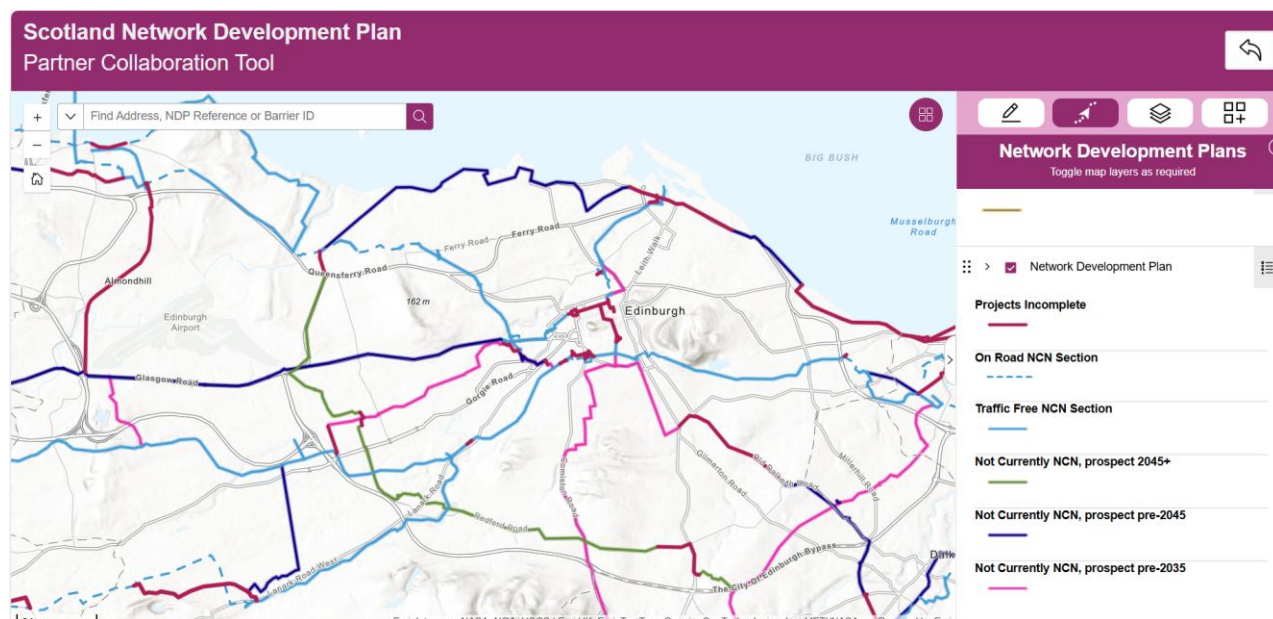 Scotland Network Development Plan
Partner Collaboration Tool
+
Find Address, NDP Reference or Barrier ID
−
BIG BUSH
Network Development Plans
Toggle map layers as required
Musselburgh
Road
Ferry Road
Ferry Road
Leith Walk
Queensferry Road
Network Development Plan
Almondhill
162 m
Edinburgh
Projects Incomplete
Edinburgh
Airport
On Road NCN Section
Glasgow Road
Gorgie Road
Traffic Free NCN Section
Not Currently NCN, prospect 2045+
Comiston Road
Gilmerton Road
Old Dalkeith Road
Millerhill Road
Lanark Road
Redford Road
Not Currently NCN, prospect pre-2045
The City Of Edinburgh Bypass
Dalk
Lanark Road West
Not Currently NCN, prospect pre-2035